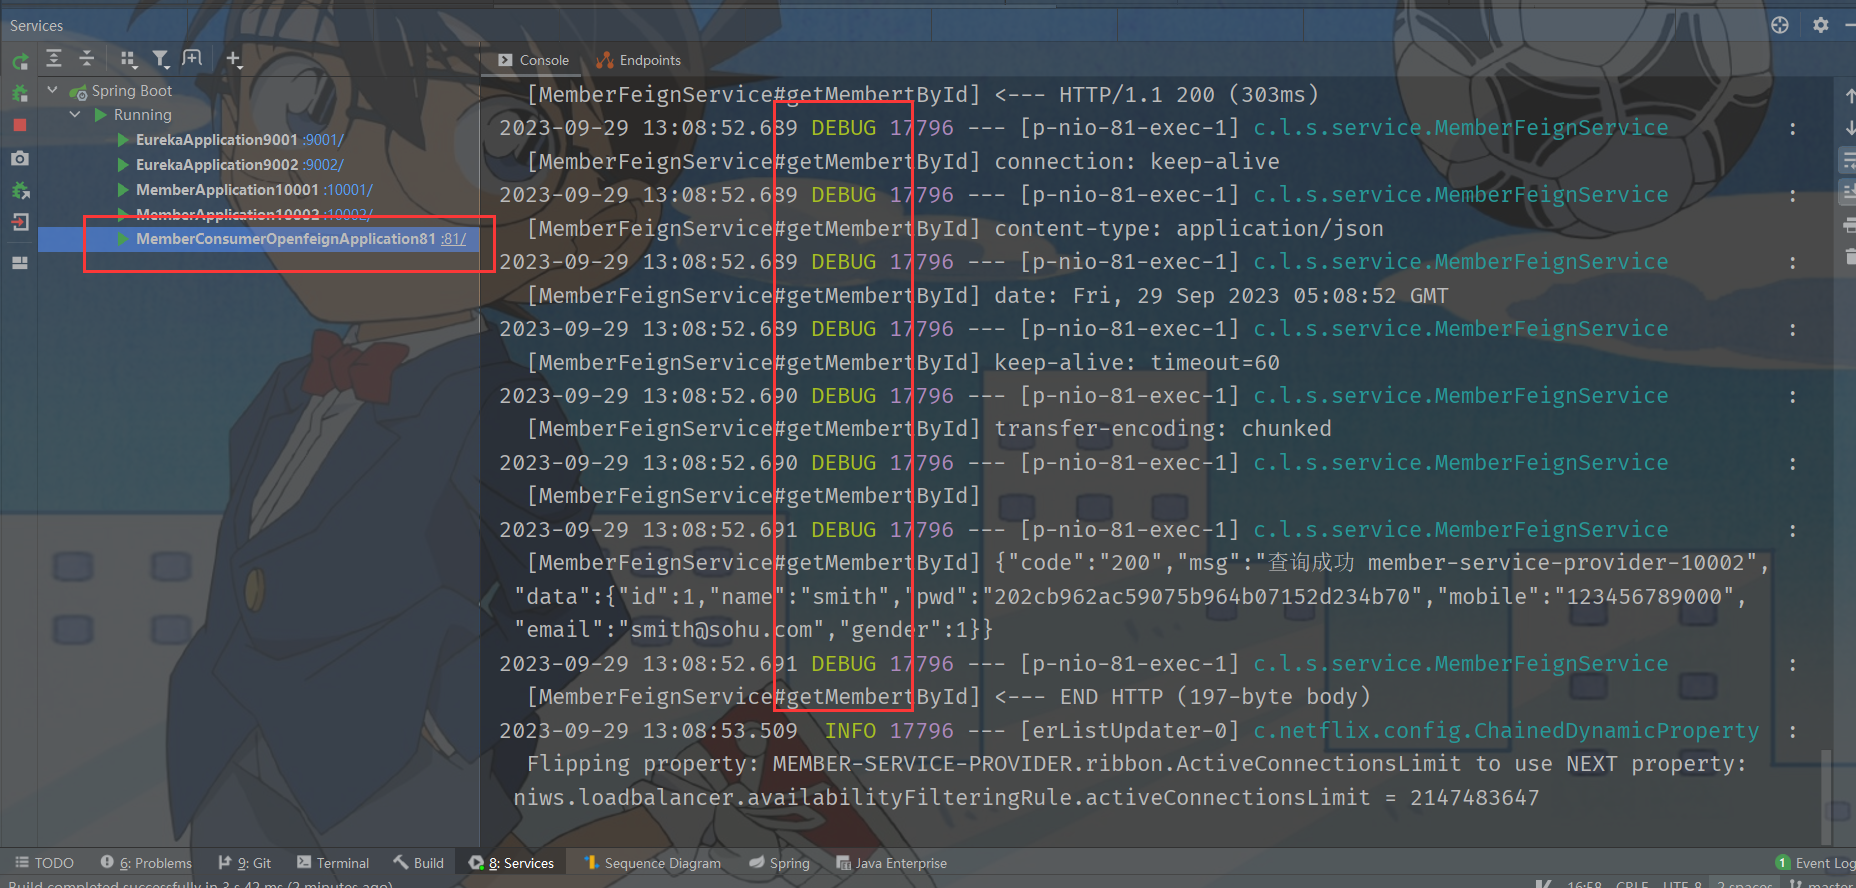 Services
Console
Endpoints
Spring Boot
Running
EurekaApplication9001 :9001/
EurekaApplication9002 :9002/
MemberApplication10001 :10001/
MemberApplication10002 :10002/
MemberConsumerOpenfeignApplication81 :81/
[MemberFeignService#getMembertById] <--- HTTP/1.1 200 (303ms)
2023-09-29 13:08:52.689 DEBUG 17796 --- [p-nio-81-exec-1] c.l.s.service.MemberFeignService :
[MemberFeignService#getMembertById] connection: keep-alive
2023-09-29 13:08:52.689 DEBUG 17796 --- [p-nio-81-exec-1] c.l.s.service.MemberFeignService :
[MemberFeignService#getMembertById] content-type: application/json
2023-09-29 13:08:52.689 DEBUG 17796 --- [p-nio-81-exec-1] c.l.s.service.MemberFeignService :
[MemberFeignService#getMembertById] date: Fri, 29 Sep 2023 05:08:52 GMT
2023-09-29 13:08:52.689 DEBUG 17796 --- [p-nio-81-exec-1] c.l.s.service.MemberFeignService :
[MemberFeignService#getMembertById] keep-alive: timeout=60
2023-09-29 13:08:52.690 DEBUG 17796 --- [p-nio-81-exec-1] c.l.s.service.MemberFeignService :
[MemberFeignService#getMembertById] transfer-encoding: chunked
2023-09-29 13:08:52.690 DEBUG 17796 --- [p-nio-81-exec-1] c.l.s.service.MemberFeignService :
[MemberFeignService#getMembertById]
2023-09-29 13:08:52.691 DEBUG 17796 --- [p-nio-81-exec-1] c.l.s.service.MemberFeignService :
[MemberFeignService#getMembertById] {"code":"200","msg":"查询成功 member-service-provider-10002",
"data":{"id":1,"name":"smith","pwd":"202cb962ac59075b964b07152d234b70","mobile":"123456789000",
"email":"smith@sohu.com","gender":1}}
2023-09-29 13:08:52.691 DEBUG 17796 --- [p-nio-81-exec-1] c.l.s.service.MemberFeignService :
[MemberFeignService#getMembertById] <--- END HTTP (197-byte body)
2023-09-29 13:08:53.509 INFO 17796 --- [erListUpdater-0] c.netflix.config.ChainedDynamicProperty :
Flipping property: MEMBER-SERVICE-PROVIDER.ribbon.ActiveConnectionsLimit to use NEXT property:
niws.loadbalancer.availabilityFilteringRule.activeConnectionsLimit = 2147483647
TODO 6: Problems 9: Git Terminal Build 8: Services Sequence Diagram Spring Java Enterprise 1 Event Log
Build completed successfully in 3 s 42 ms (2 minutes ago) 16:58 CRLF UTF-8 2 spaces master